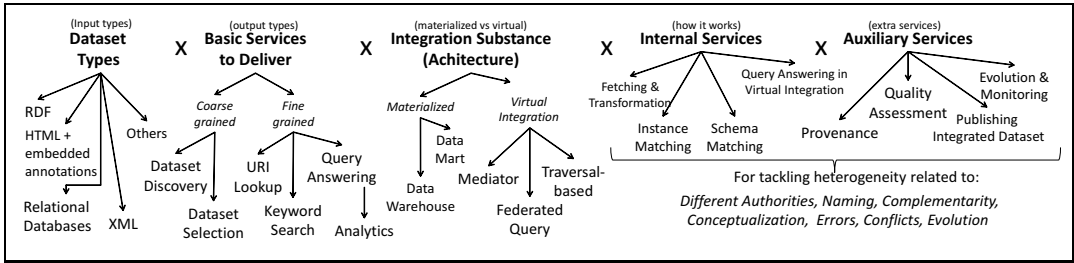 (Input types)
Dataset
Types
X
(output types)
Basic Services
to Deliver
X
(materialized vs virtual)
Integration Substance
(Achitecture)
X
(how it works)
Internal Services
X
(extra services)
Auxiliary Services
RDF
HTML +
embedded
annotations
Relational
Databases
XML
Others
Coarse
grained
Fine
grained
Dataset
Discovery
Dataset
Selection
URI
Lookup
Keyword
Search
Query
Answering
Analytics
Materialized
Virtual
Integration
Data
Mart
Data
Warehouse
Mediator
Federated
Query
Traversal-
based
Fetching &
Transformation
Instance
Matching
Schema
Matching
Query Answering in
Virtual Integration
Provenance
Quality
Assessment
Publishing
Integrated Dataset
Evolution &
Monitoring
For tackling heterogeneity related to:
Different Authorities, Naming, Complementarity,
Conceptualization, Errors, Conflicts, Evolution